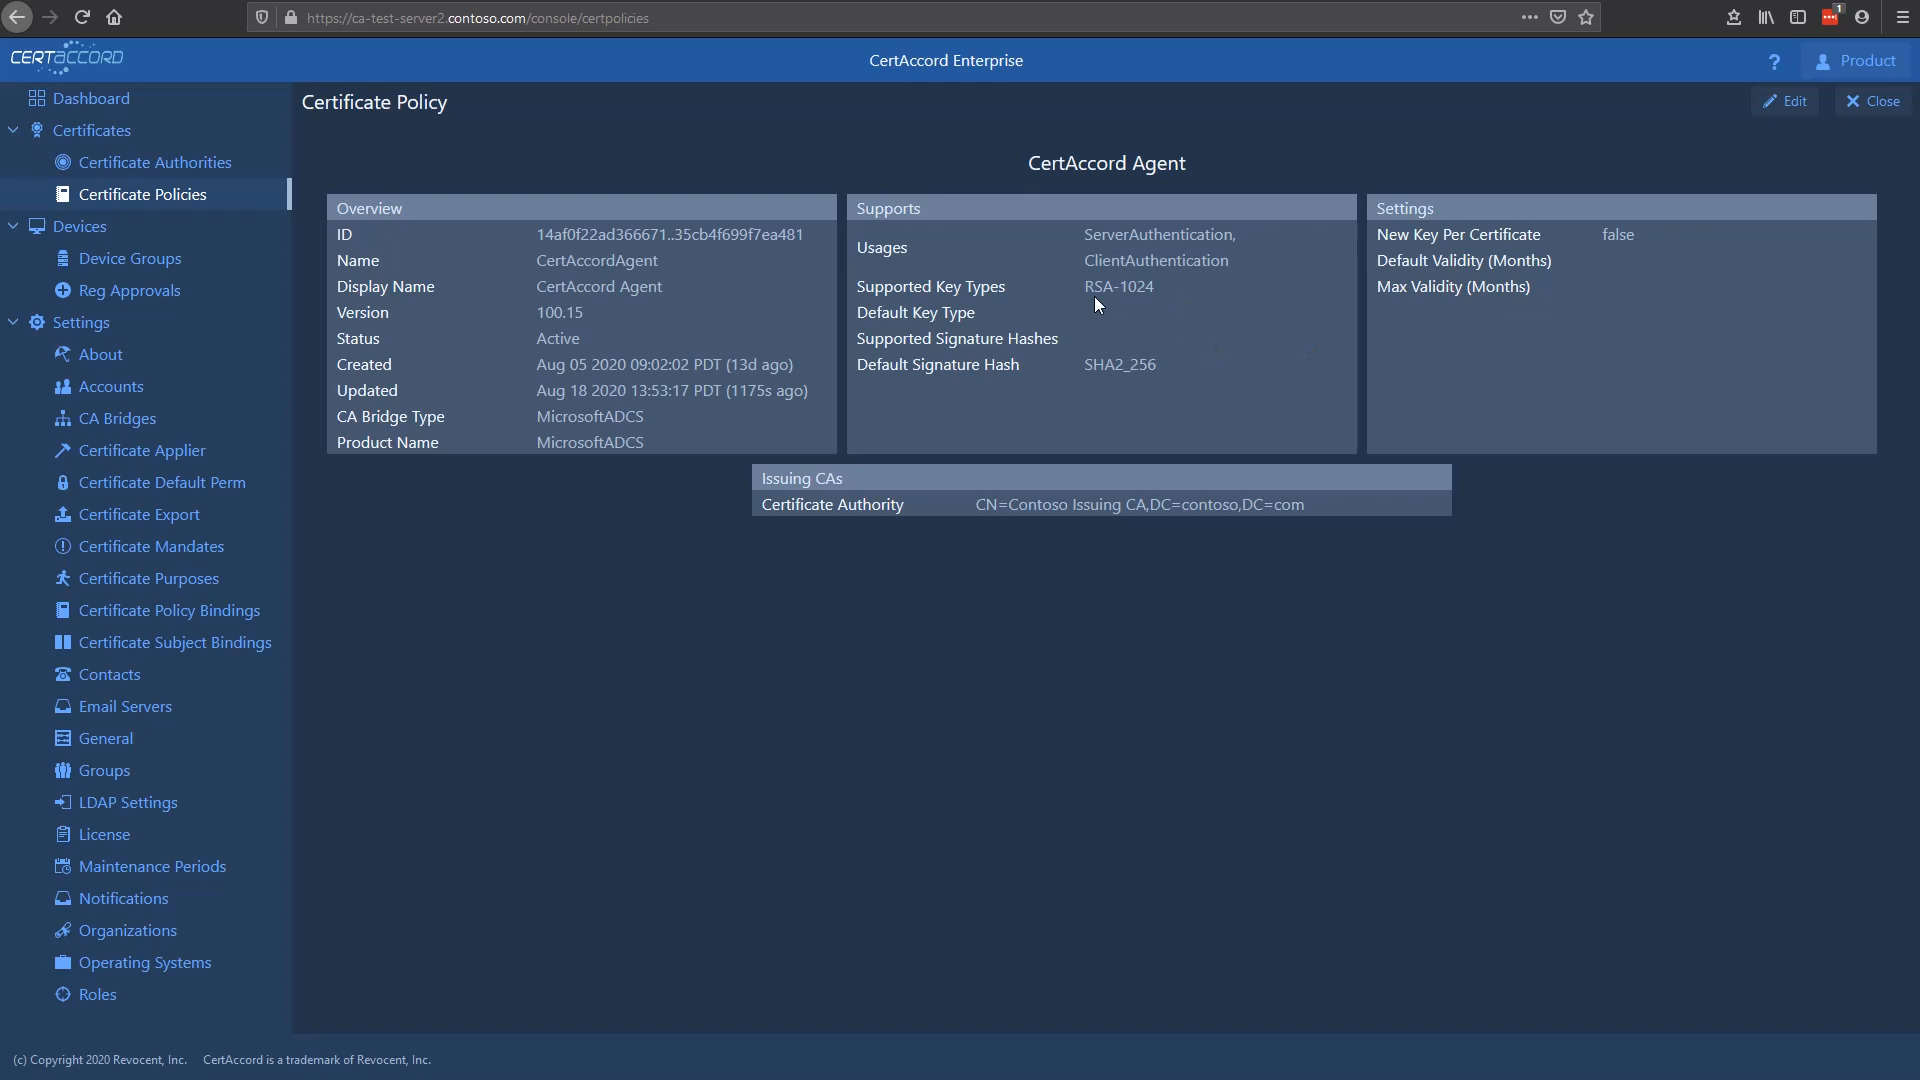 https://ca-test-server2.contoso.com/console/certpolicies
1
CERTACCORD
CertAccord Enterprise
?
Product
Dashboard
Certificates
Certificate Authorities
Certificate Policies
Devices
Device Groups
Reg Approvals
Settings
About
Accounts
CA Bridges
Certificate Applier
Certificate Default Perm
Certificate Export
Certificate Mandates
Certificate Purposes
Certificate Policy Bindings
Certificate Subject Bindings
Contacts
Email Servers
General
Groups
LDAP Settings
License
Maintenance Periods
Notifications
Organizations
Operating Systems
Roles
Certificate Policy
Edit
Close
CertAccord Agent
Overview
ID 14af0f22ad366671..35cb4f699f7ea481
Name CertAccordAgent
Display Name CertAccord Agent
Version 100.15
Status Active
Created Aug 05 2020 09:02:02 PDT (13d ago)
Updated Aug 18 2020 13:53:17 PDT (1175s ago)
CA Bridge Type MicrosoftADCS
Product Name MicrosoftADCS
Supports
Usages ServerAuthentication,
ClientAuthentication
Supported Key Types RSA-1024
Default Key Type
Supported Signature Hashes
Default Signature Hash SHA2_256
Settings
New Key Per Certificate false
Default Validity (Months)
Max Validity (Months)
Issuing CAs
Certificate Authority CN=Contoso Issuing CA,DC=contoso,DC=com
(c) Copyright 2020 Revocent, Inc. CertAccord is a trademark of Revocent, Inc.